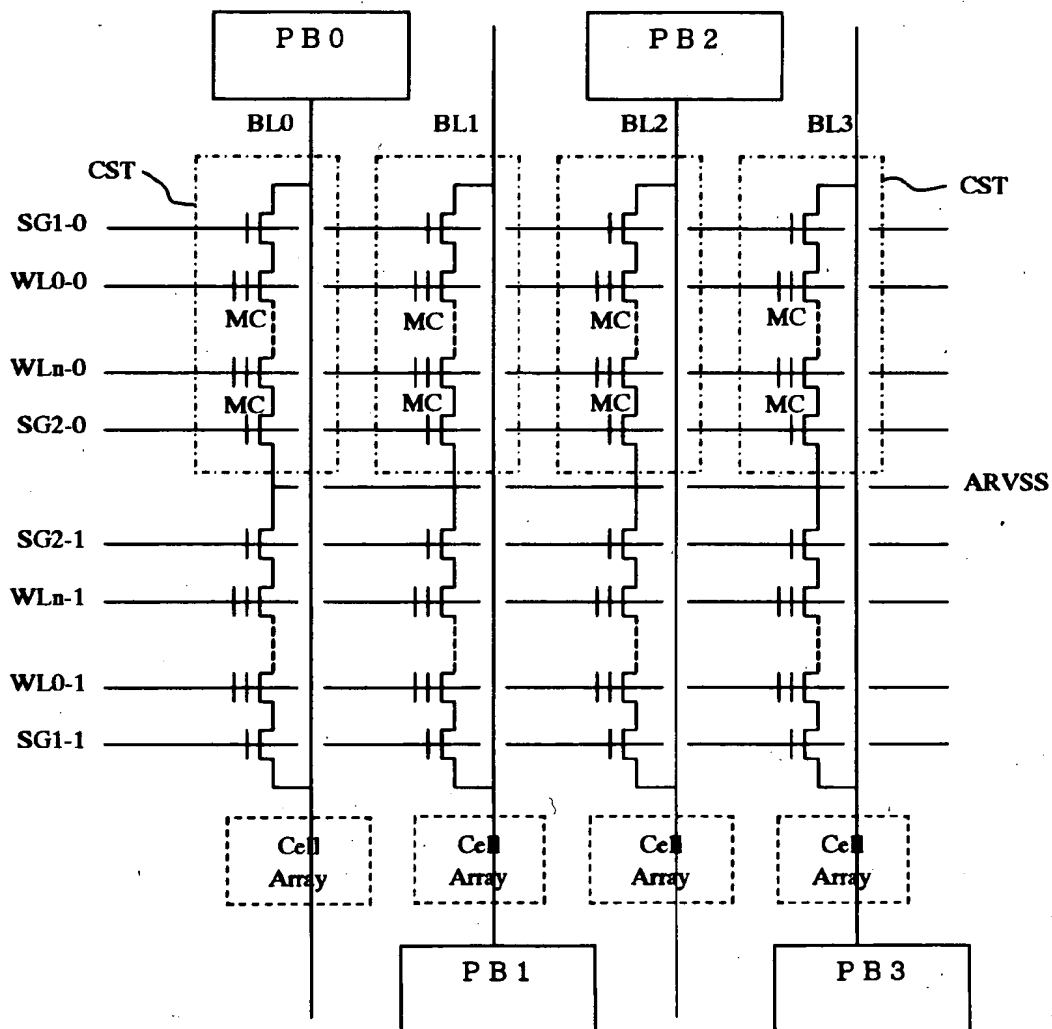 PB0 PB2
BL0 BL1 BL2 BL3
CST CST
SG1-0
WL0-0
MC MC MC MC
WLn-0
MC MC MC MC
SG2-0
ARVSS
SG2-1
WLn-1
WL0-1
SG1-1
Cell Cell Cell Cell
Array Array Array Array
PB1 PB3